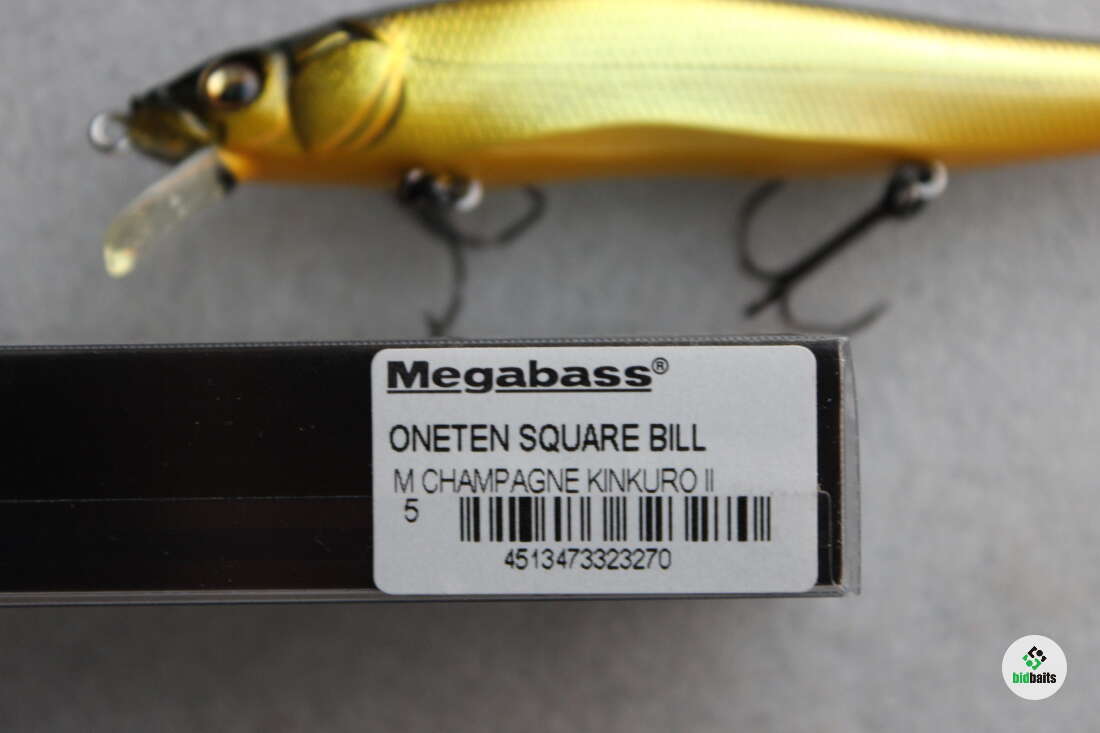 Megabass®
ONETEN SQUARE BILL
M CHAMPAGNE KINKURO II
5
4513473323270
bidbaits